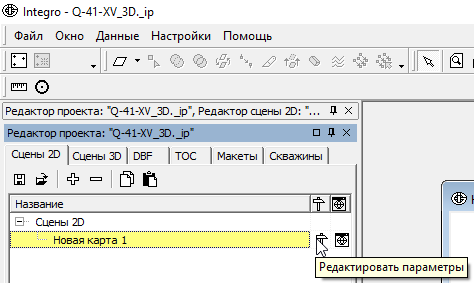 Integro - Q-41-XV_3D._ip
Файл Окно Данные Настройки Помощь
Редактор проекта: "Q-41-XV_3D._ip", Редактор сцены 2D: "...
Редактор проекта: "Q-41-XV_3D._ip"
Сцены 2D Сцены 3D DBF ТОС Макеты Скважины
Название
Сцены 2D
Новая карта 1
Редактировать параметры